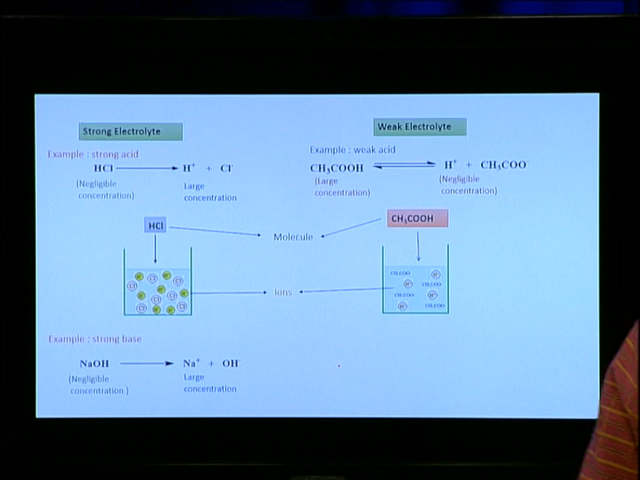 Strong Electrolyte
Example : strong acid
HCl → H⁺ + Cl⁻
(Negligible concentration)
Large concentration
HCl
Weak Electrolyte
Example : weak acid
CH₃COOH ⇌ H⁺ + CH₃COO⁻
(Large concentration)
(Negligible concentration)
CH₃COOH
Molecule
Ions
Example : strong base
NaOH → Na⁺ + OH⁻
(Negligible concentration )
Large concentration